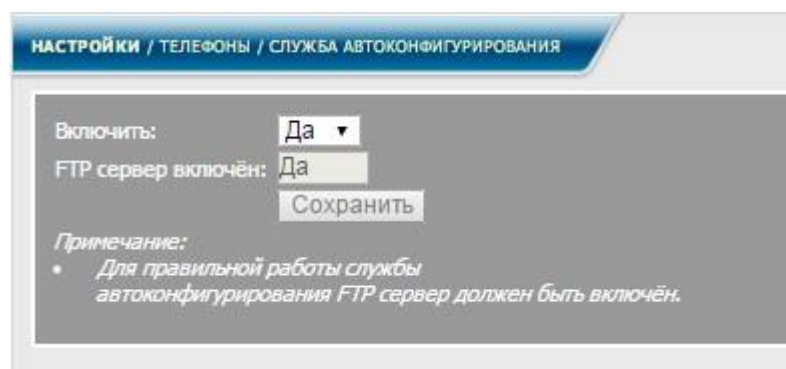 НАСТРОЙКИ / ТЕЛЕФОНЫ / СЛУЖБА АВТОКОНФИГУРИРОВАНИЯ
Включить: Да
FTP сервер включён: Да
Сохранить
Примечание:
• Для правильной работы службы
автоконфигурирования FTP сервер должен быть включён.